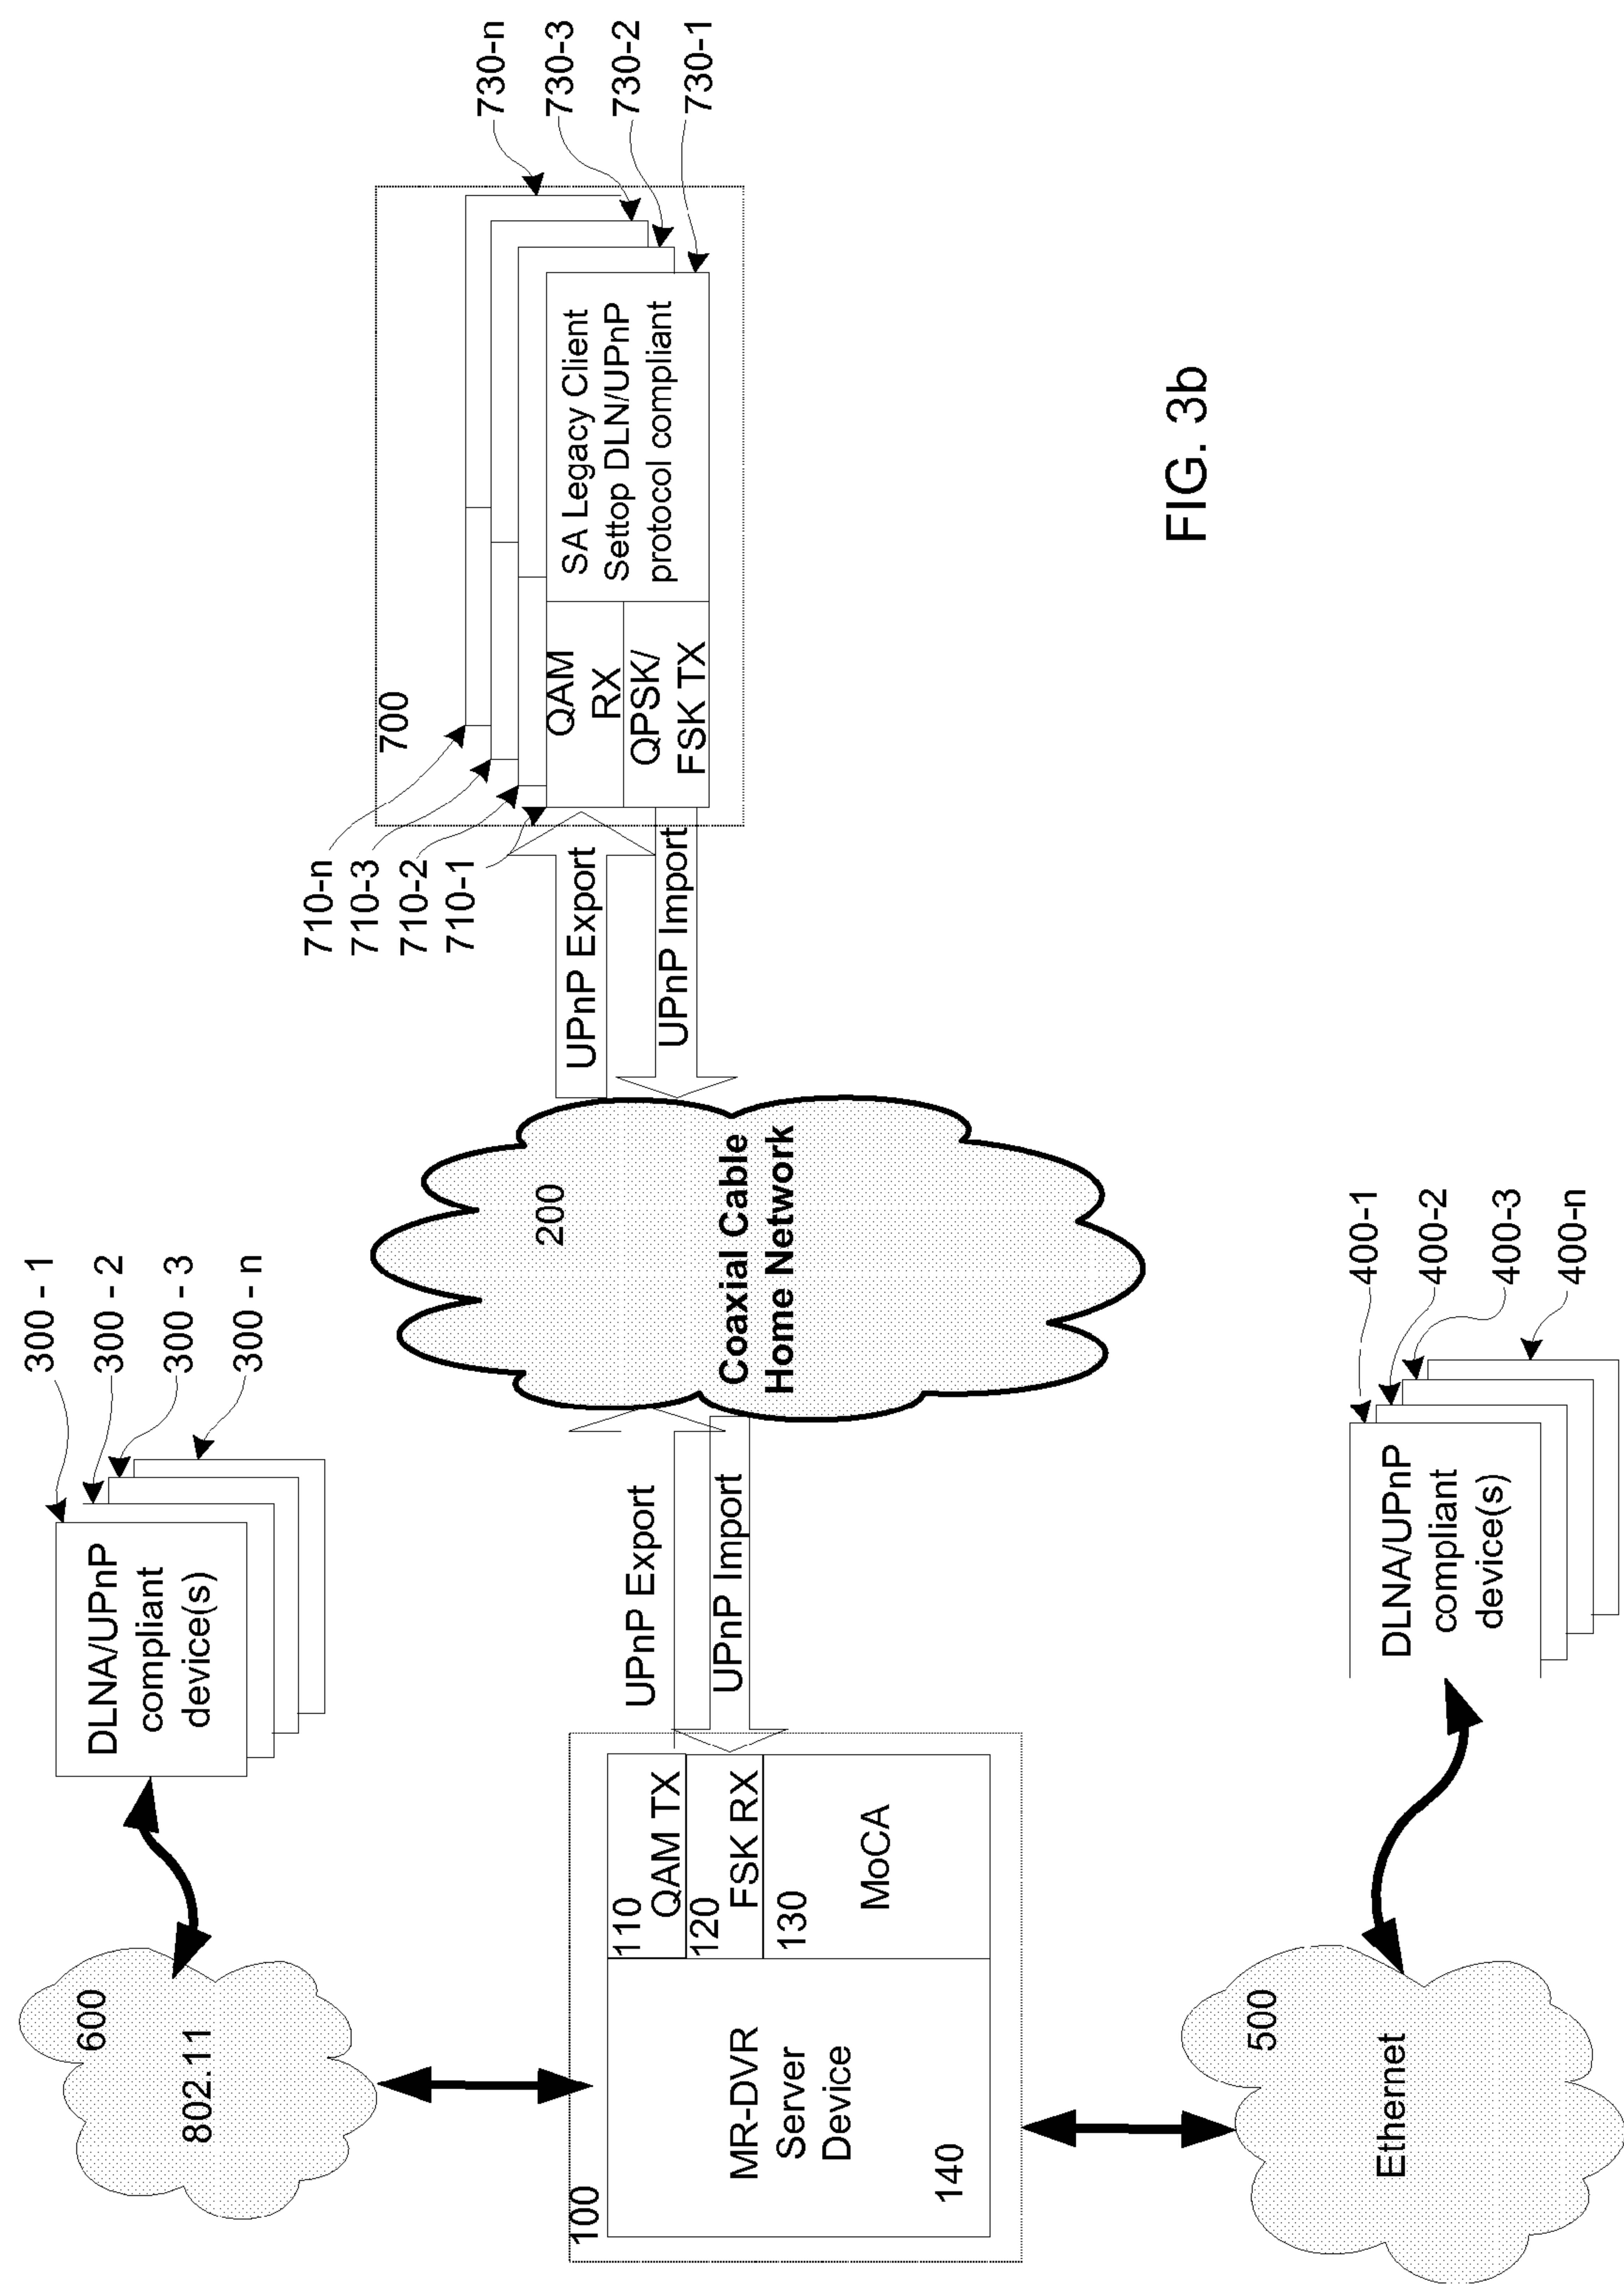 600
802.11
DLNA/UPnP
compliant
device(s)
300 - 1
300 - 2
300 - 3
300 - n
100
MR-DVR
Server
Device
140
110
QAM TX
120
FSK RX
130
MoCA
UPnP Export
UPnP Import
200
Coaxial Cable
Home Network
UPnP Export
UPnP Import
710-n
710-3
710-2
710-1
700
QAM
RX
QPSK/
FSK TX
SA Legacy Client
Settop DLN/UPnP
protocol compliant
730-n
730-3
730-2
730-1
500
Ethernet
DLNA/UPnP
compliant
device(s)
400-1
400-2
400-3
400-n
FIG. 3b